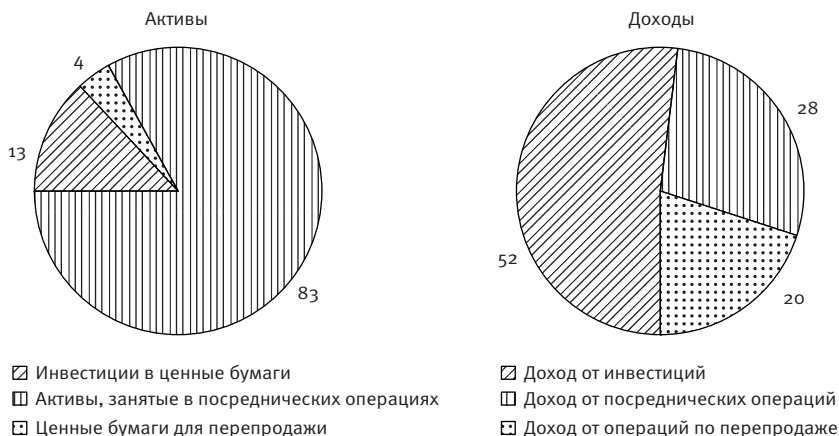 Активы
4
13
83
Инвестиции в ценные бумаги
Активы, занятые в посреднических операциях
Ценные бумаги для перепродажи
Доходы
28
52
20
Доход от инвестиций
Доход от посреднических операций
Доход от операций по перепродаже